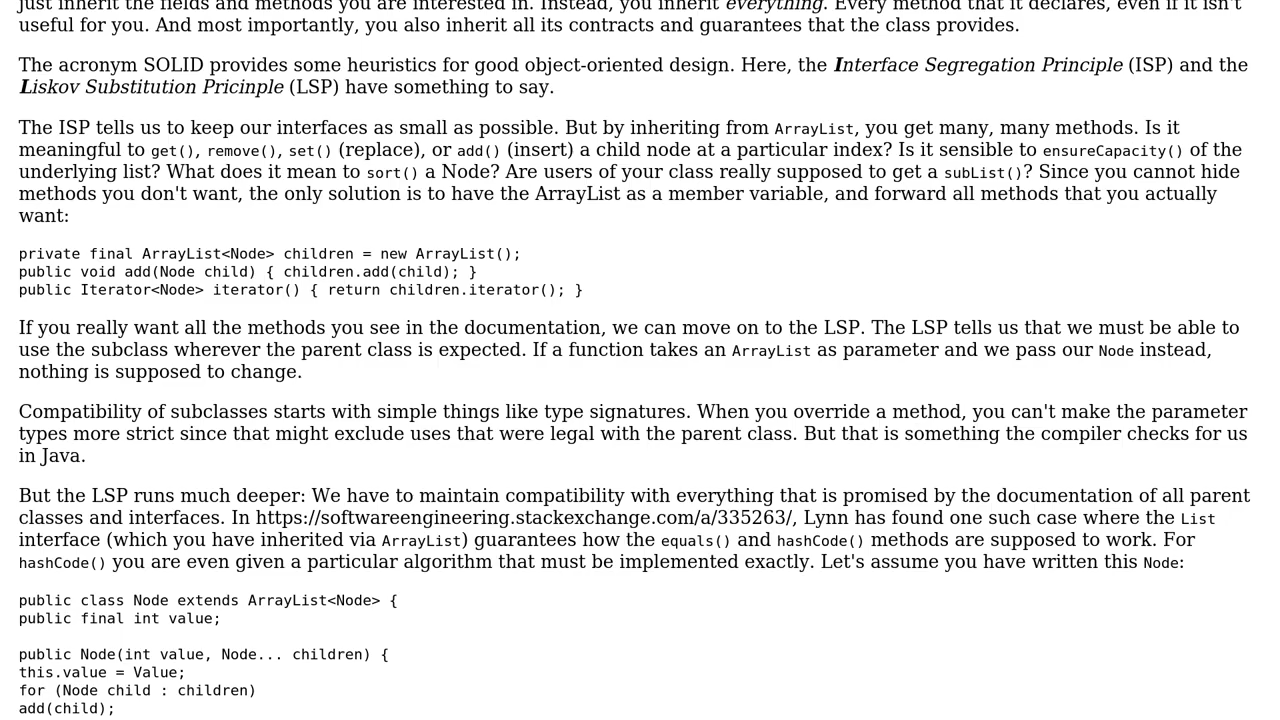 just inherit the fields and methods you are interested in. Instead, you inherit everything. Every method that it declares, even if it isn't
useful for you. And most importantly, you also inherit all its contracts and guarantees that the class provides.
The acronym SOLID provides some heuristics for good object-oriented design. Here, the Interface Segregation Principle (ISP) and the
Liskov Substitution Pricinple (LSP) have something to say.
The ISP tells us to keep our interfaces as small as possible. But by inheriting from ArrayList, you get many, many methods. Is it
meaningful to get(), remove(), set() (replace), or add() (insert) a child node at a particular index? Is it sensible to ensureCapacity() of the
underlying list? What does it mean to sort() a Node? Are users of your class really supposed to get a subList()? Since you cannot hide
methods you don't want, the only solution is to have the ArrayList as a member variable, and forward all methods that you actually
want:
private final ArrayList<Node> children = new ArrayList();
public void add(Node child) { children.add(child); }
public Iterator<Node> iterator() { return children.iterator(); }
If you really want all the methods you see in the documentation, we can move on to the LSP. The LSP tells us that we must be able to
use the subclass wherever the parent class is expected. If a function takes an ArrayList as parameter and we pass our Node instead,
nothing is supposed to change.
Compatibility of subclasses starts with simple things like type signatures. When you override a method, you can't make the parameter
types more strict since that might exclude uses that were legal with the parent class. But that is something the compiler checks for us
in Java.
But the LSP runs much deeper: We have to maintain compatibility with everything that is promised by the documentation of all parent
classes and interfaces. In https://softwareengineering.stackexchange.com/a/335263/, Lynn has found one such case where the List
interface (which you have inherited via ArrayList) guarantees how the equals() and hashCode() methods are supposed to work. For
hashCode() you are even given a particular algorithm that must be implemented exactly. Let's assume you have written this Node:
public class Node extends ArrayList<Node> {
public final int value;
public Node(int value, Node... children) {
this.value = Value;
for (Node child : children)
add(child);